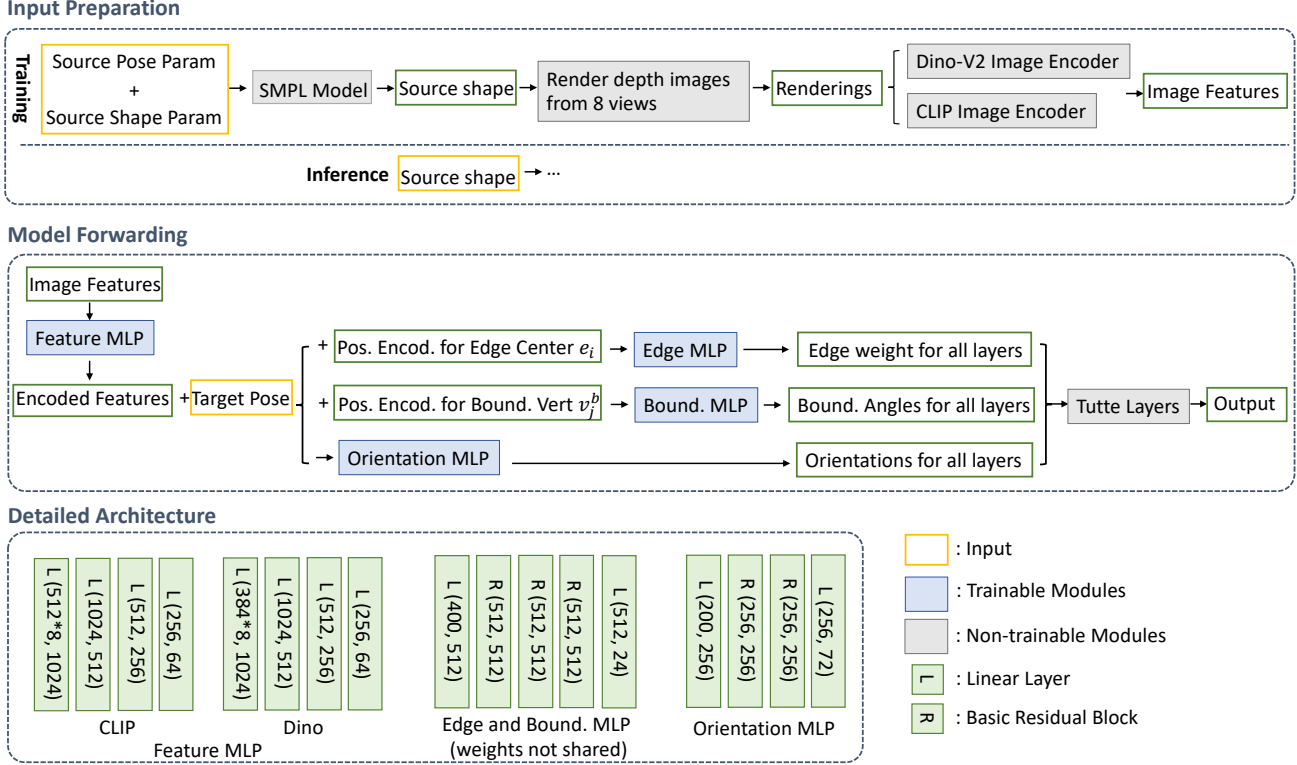 Input Preparation
Training
Source Pose Param
+
Source Shape Param
SMPL Model
Source shape
Render depth images
from 8 views
Renderings
Dino-V2 Image Encoder
CLIP Image Encoder
Image Features
Inference
Source shape
...
Model Forwarding
Image Features
Feature MLP
Encoded Features
+
Target Pose
+
Pos. Encod. for Edge Center e_i
Edge MLP
Edge weight for all layers
+
Pos. Encod. for Bound. Vert v_j^b
Bound. MLP
Bound. Angles for all layers
Orientation MLP
Orientations for all layers
Tutte Layers
Output
Detailed Architecture
L (512*8, 1024)
L (1024, 512)
L (512, 256)
L (256, 64)
CLIP
L (384*8, 1024)
L (1024, 512)
L (512, 256)
L (256, 64)
Dino
Feature MLP
L (400, 512)
R (512, 512)
R (512, 512)
R (512, 512)
L (512, 24)
Edge and Bound. MLP
(weights not shared)
L (200, 256)
R (256, 256)
R (256, 256)
L (256, 72)
Orientation MLP
: Input
: Trainable Modules
: Non-trainable Modules
L : Linear Layer
R : Basic Residual Block